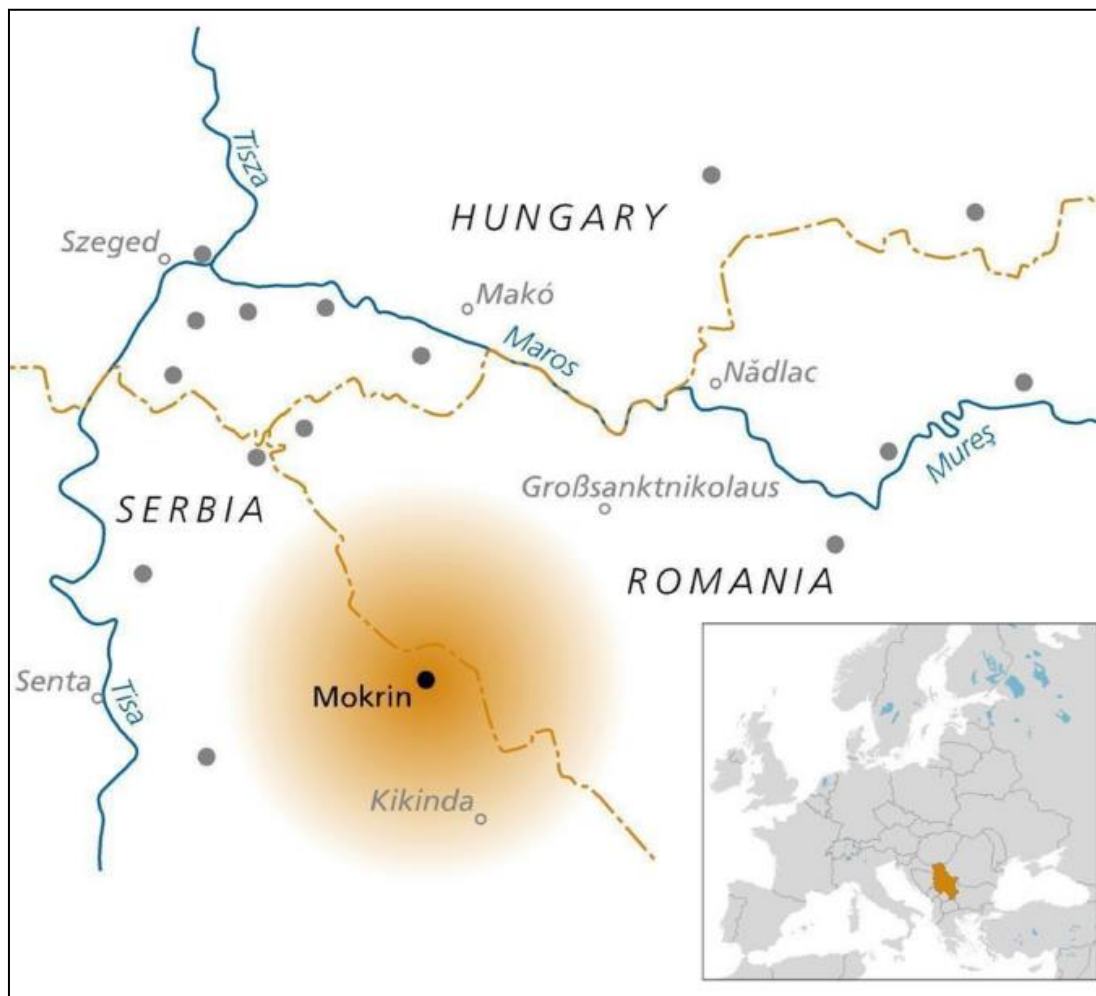 Tisza
HUNGARY
Szeged
Makó
Maros
Nădlac
Mureş
Großsanktnikolaus
SERBIA
ROMANIA
Senta
Tisa
Mokrin
Kikinda